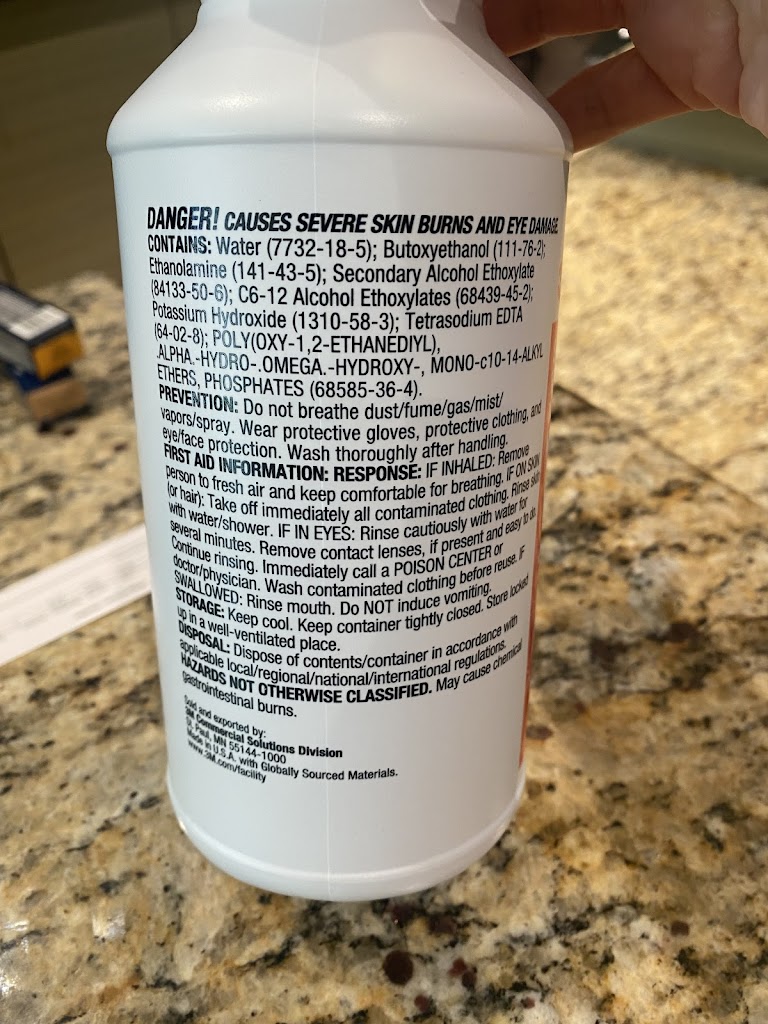 DANGER! CAUSES SEVERE SKIN BURNS AND EYE DAMAGE
CONTAINS: Water (7732-18-5); Butoxyethanol (111-76-2);
Ethanolamine (141-43-5); Secondary Alcohol Ethoxylate
(84133-50-6); C6-12 Alcohol Ethoxylates (68439-45-2);
Potassium Hydroxide (1310-58-3); Tetrasodium EDTA
(64-02-8); POLY(OXY-1,2-ETHANEDIYL),
.ALPHA.-HYDRO-.OMEGA.-HYDROXY-, MONO-c10-14-ALKYL
ETHERS, PHOSPHATES (68585-36-4).
PREVENTION: Do not breathe dust/fume/gas/mist/
vapors/spray. Wear protective gloves, protective clothing, and
eye/face protection. Wash thoroughly after handling.
FIRST AID INFORMATION: RESPONSE: IF INHALED: Remove
person to fresh air and keep comfortable for breathing. IF ON SKIN
(or hair): Take off immediately all contaminated clothing. Rinse skin
with water/shower. IF IN EYES: Rinse cautiously with water for
several minutes. Remove contact lenses, if present and easy to do.
Continue rinsing. Immediately call a POISON CENTER or
doctor/physician. Wash contaminated clothing before reuse. IF
SWALLOWED: Rinse mouth. Do NOT induce vomiting.
STORAGE: Keep cool. Keep container tightly closed. Store locked
up in a well-ventilated place.
DISPOSAL: Dispose of contents/container in accordance with
applicable local/regional/national/international regulations.
HAZARDS NOT OTHERWISE CLASSIFIED. May cause chemical
gastrointestinal burns.
Sold and exported by:
3M Commercial Solutions Division
St. Paul, MN 55144-1000
Made in U.S.A. with Globally Sourced Materials.
www.3M.com/facility